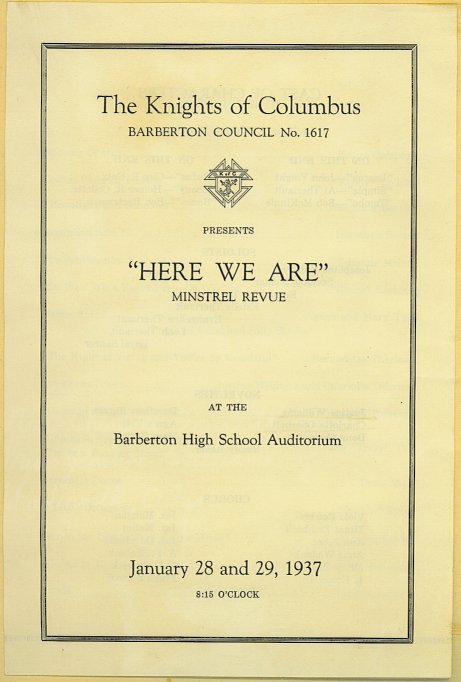 The Knights of Columbus
BARBERTON COUNCIL No. 1617
K of C
PRESENTS
"HERE WE ARE"
MINSTREL REVUE
AT THE
Barberton High School Auditorium
January 28 and 29, 1937
8:15 O'CLOCK